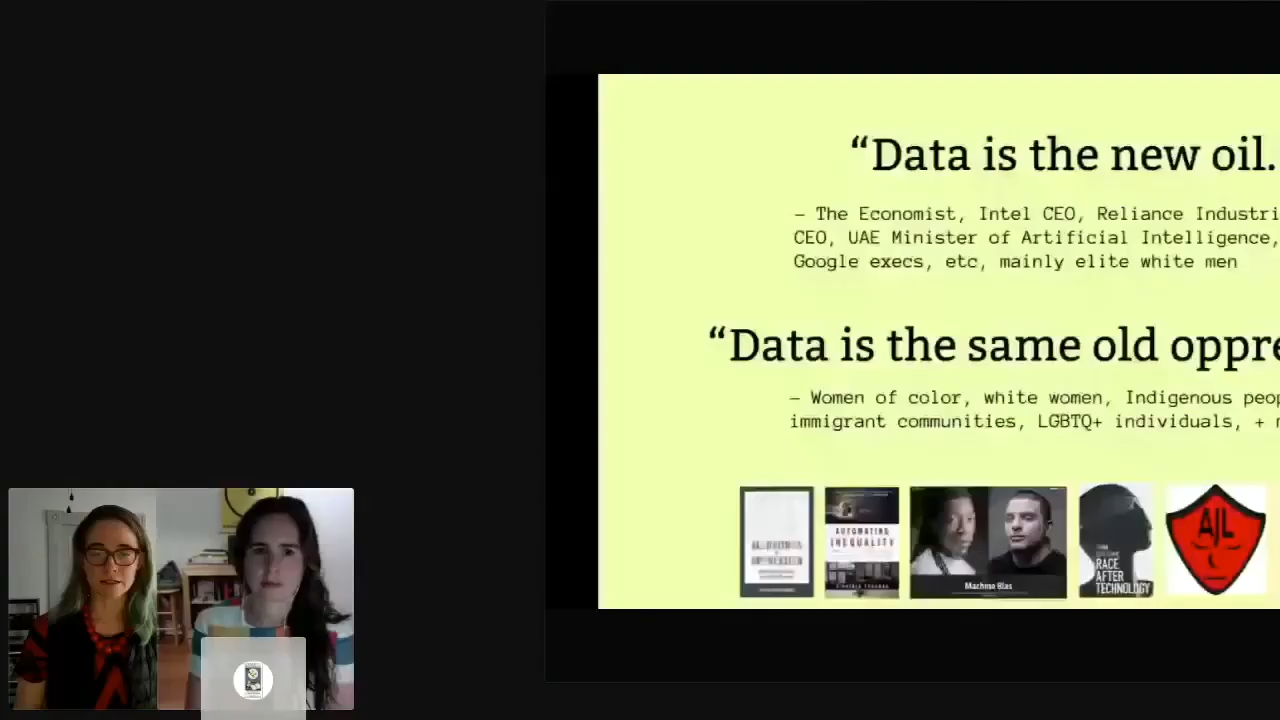 “Data is the new oil.
– The Economist, Intel CEO, Reliance Industri
CEO, UAE Minister of Artificial Intelligence,
Google execs, etc, mainly elite white men
“Data is the same old oppre
– Women of color, white women, Indigenous peop
immigrant communities, LGBTQ+ individuals, +
AUTOMATING
INEQUALITY
Machine Bias
RACE
AFTER
TECHNOLOGY
AJL